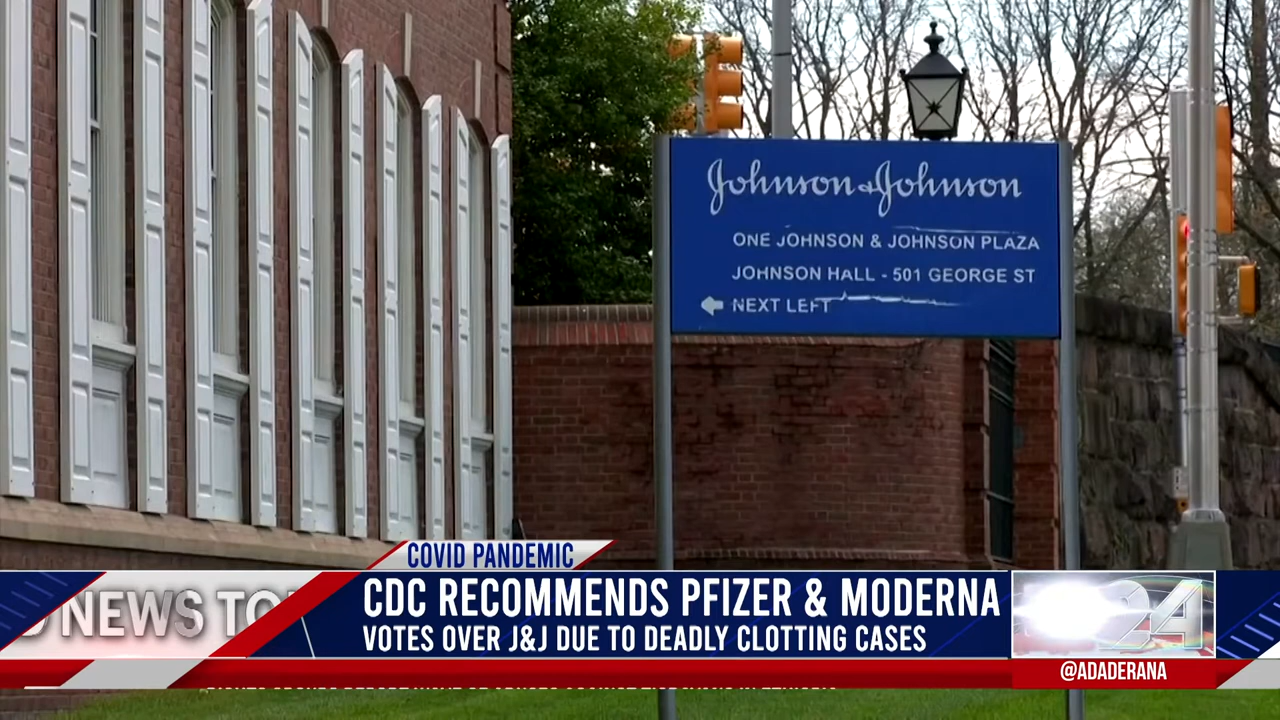 Johnson & Johnson
ONE JOHNSON & JOHNSON PLAZA
JOHNSON HALL - 501 GEORGE ST
NEXT LEFT
COVID PANDEMIC
NEWS
CDC RECOMMENDS PFIZER & MODERNA
VOTES OVER J&J DUE TO DEADLY CLOTTING CASES
24
@ADADERANA